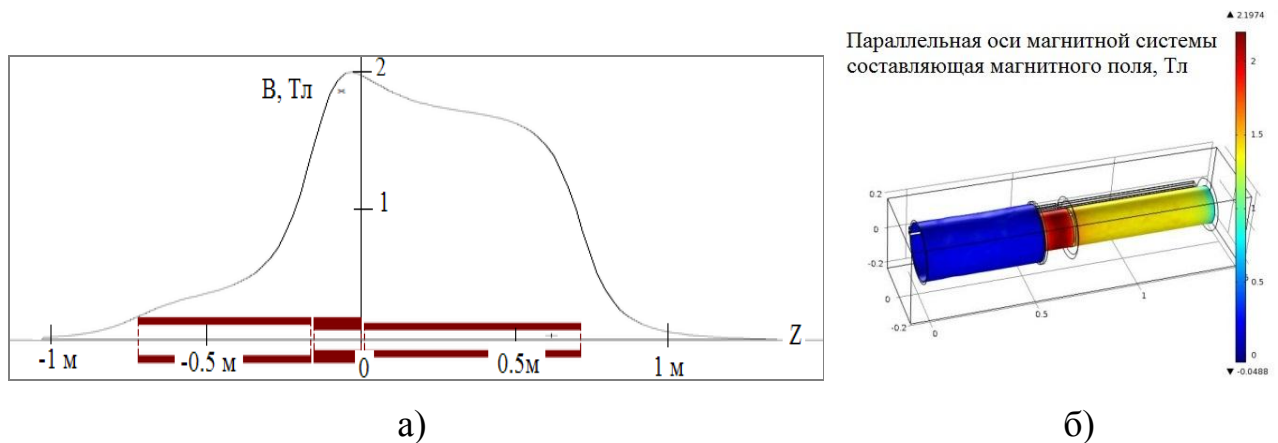 B, Тл
2
1
-1 м
-0.5 м
0
0.5м
1 м
Z
а)
Параллельная оси магнитной системы
составляющая магнитного поля, Тл
▲ 2.1974
2
1.5
1
0.5
0
▼ -0.0488
0.2
0
-0.2
0
-0.2
0
0.5
1
б)